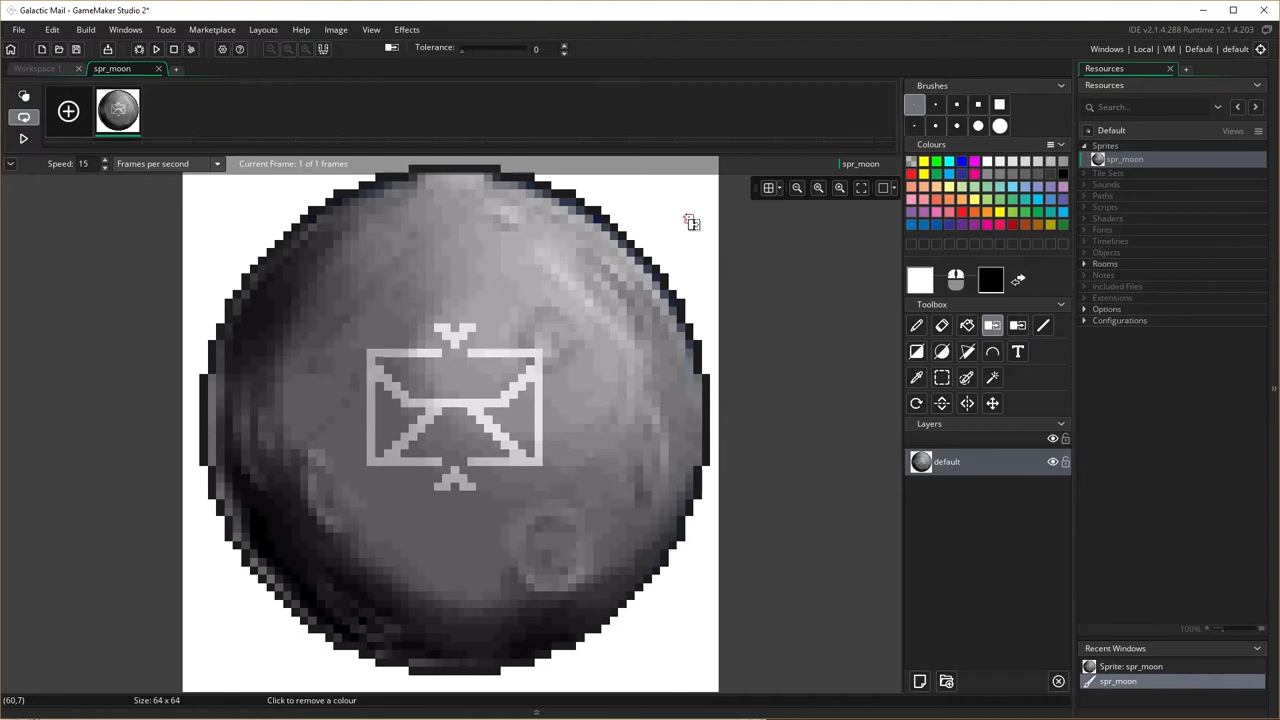 Galactic Mail - GameMaker Studio 2*
File Edit Build Windows Tools Marketplace Layouts Help Image View Effects
IDE v2.1.4.288 Runtime v2.1.4.203
Tolerance: 0
Windows | Local | VM | Default | default
Workspace 1
spr_moon
Resources
Brushes
Resources
Search...
Default
Views
Sprites
spr_moon
Tile Sets
Sounds
Paths
Scripts
Shaders
Fonts
Timelines
Objects
Rooms
Notes
Included Files
Extensions
Options
Configurations
Speed: 15 Frames per second
Current Frame: 1 of 1 frames
spr_moon
Colours
Toolbox
Layers
default
100%
Recent Windows
Sprite: spr_moon
spr_moon
(60,7)
Size: 64 x 64
Click to remove a colour